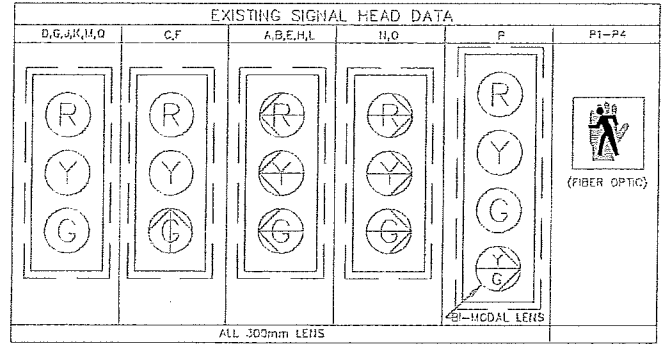 EXISTING SIGNAL HEAD DATA
D,G,J,K,M,Q C,F A,B,E,H,L N,O P P1-P4
R R R R R
Y Y Y Y Y
G G G G G
Y
G
(FIBER OPTIC)
BI-MODAL LENS
ALL 300mm LENS